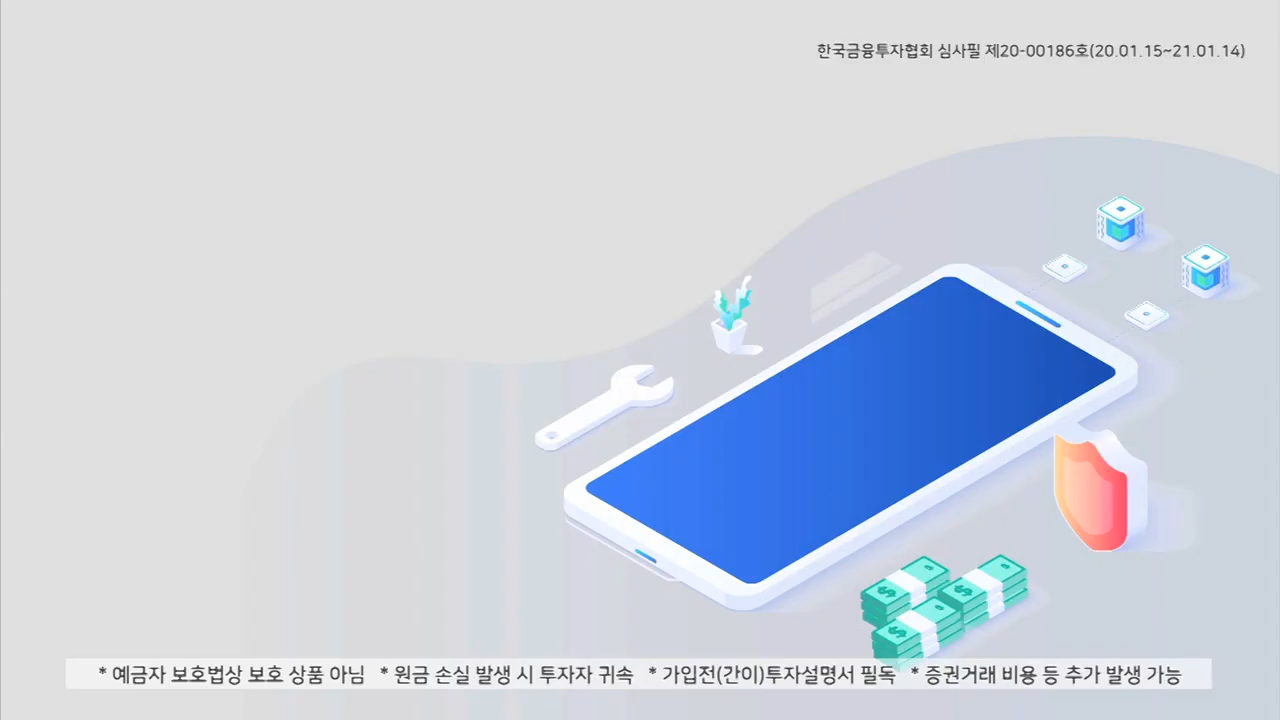 한국금융투자협회 심사필 제20-00186호(20.01.15~21.01.14)
* 예금자 보호법상 보호 상품 아님 * 원금 손실 발생 시 투자자 귀속 * 가입전(간이)투자설명서 필독 * 증권거래 비용 등 추가 발생 가능